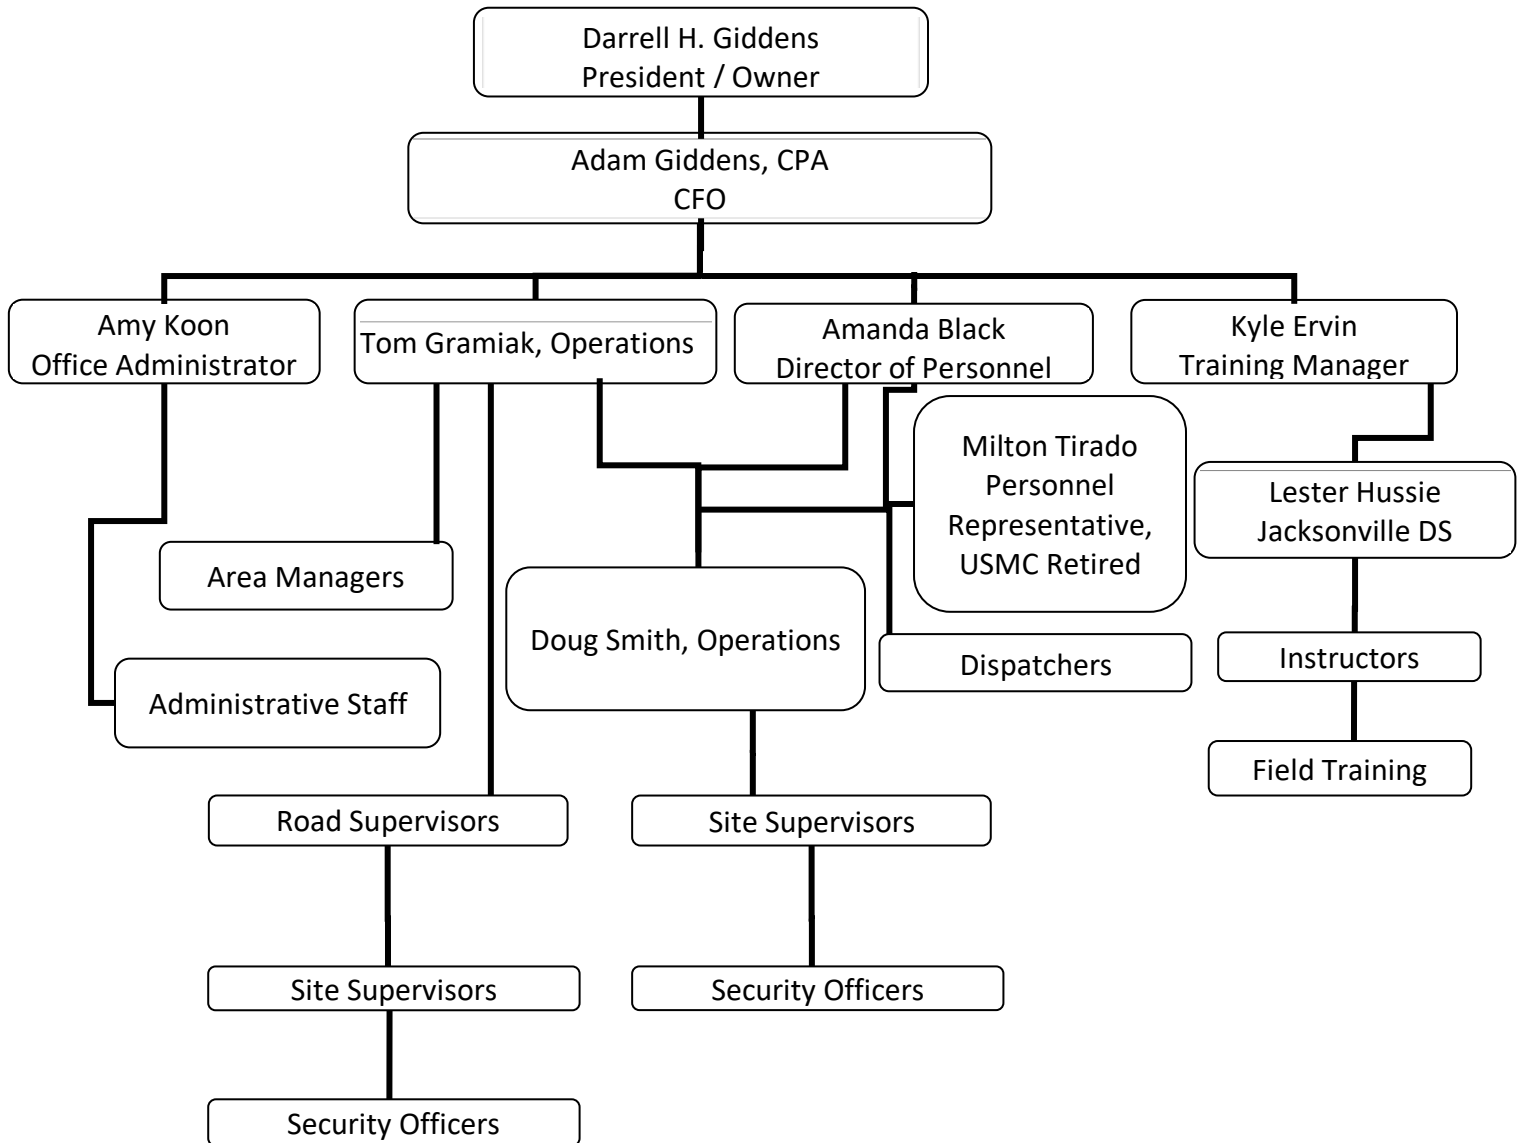 Darrell H. Giddens
President / Owner
Adam Giddens, CPA
CFO
Amy Koon
Office Administrator
Tom Gramiak, Operations
Amanda Black
Director of Personnel
Kyle Ervin
Training Manager
Milton Tirado
Personnel
Representative,
USMC Retired
Lester Hussie
Jacksonville DS
Area Managers
Doug Smith, Operations
Dispatchers
Instructors
Administrative Staff
Field Training
Road Supervisors
Site Supervisors
Site Supervisors
Security Officers
Security Officers